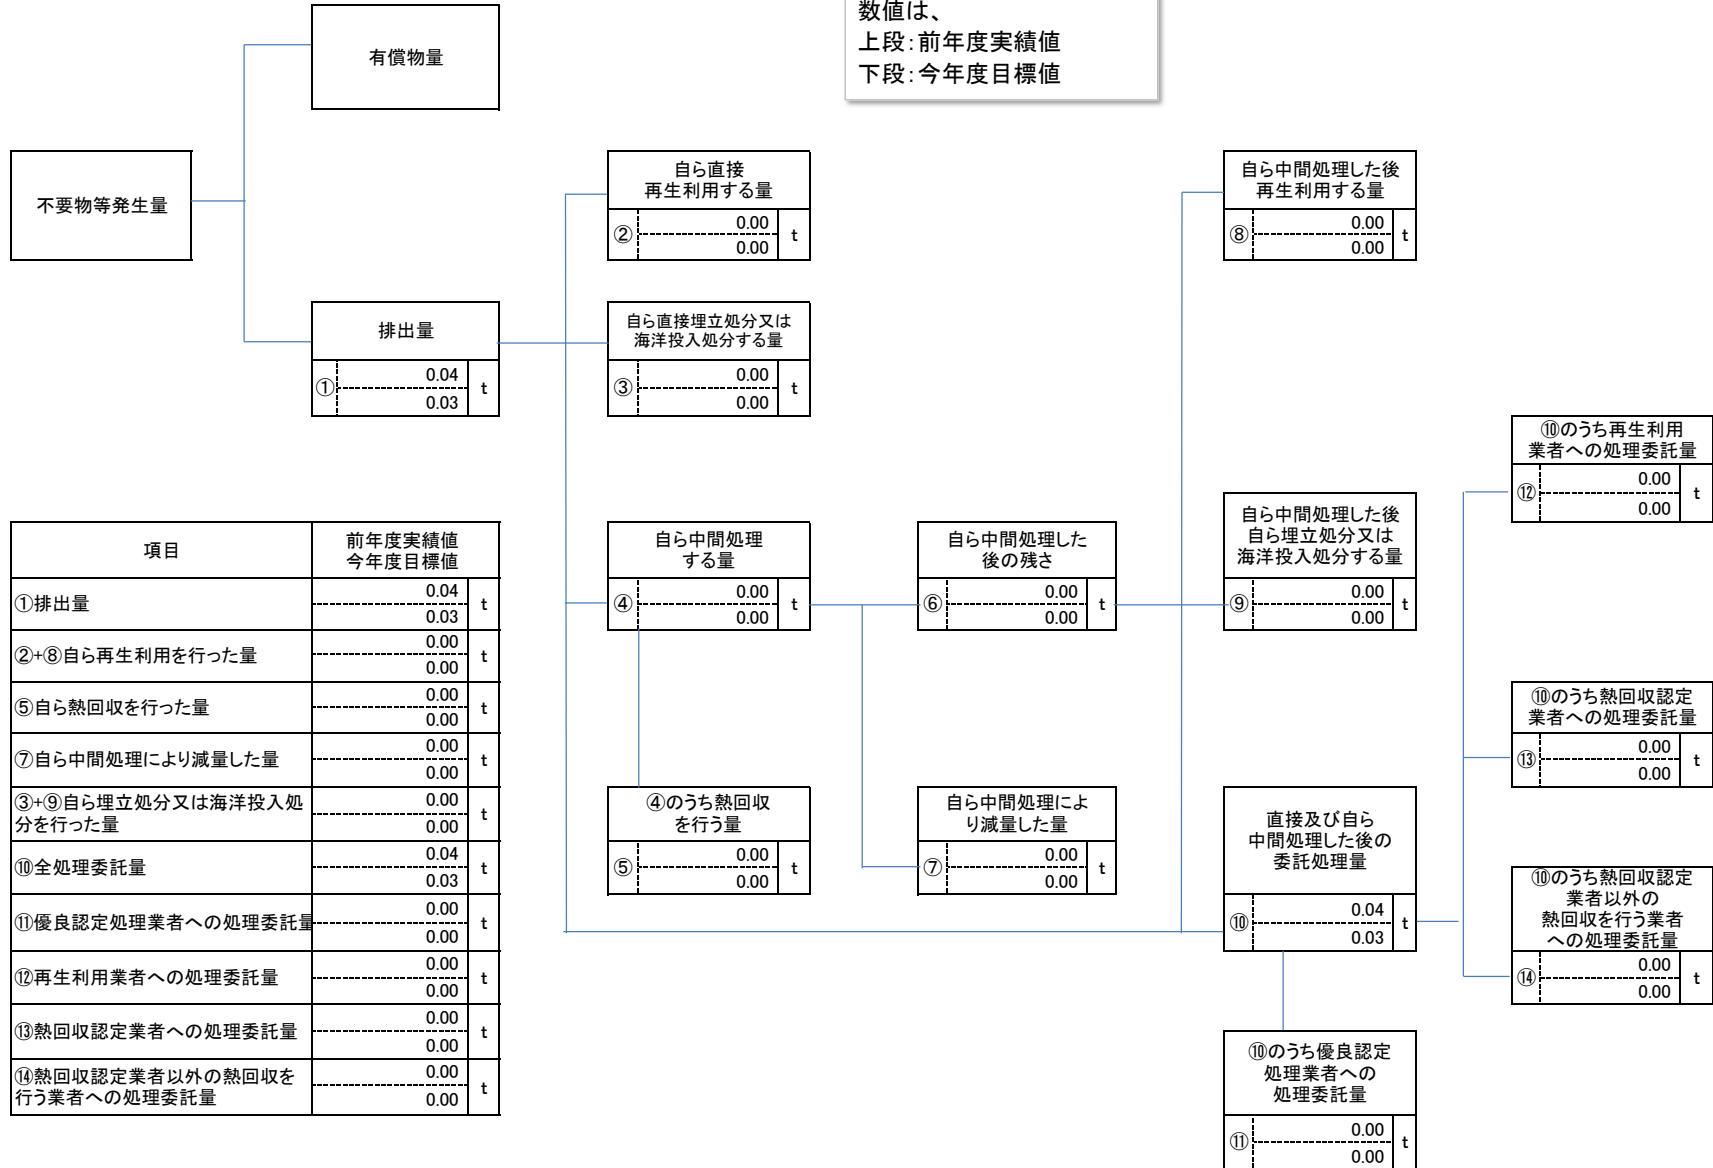 数値は、
上段：前年度実績値
下段：今年度目標値
有償物量
不要物等発生量
自ら直接
再生利用する量
②
0.00
0.00
t
自ら中間処理した後
再生利用する量
⑧
0.00
0.00
t
排出量
①
0.04
0.03
t
自ら直接埋立処分又は
海洋投入処分する量
③
0.00
0.00
t
⑩のうち再生利用
業者への処理委託量
⑫
0.00
0.00
t
自ら中間処理
する量
④
0.00
0.00
t
自ら中間処理した
後の残さ
⑥
0.00
0.00
t
自ら中間処理した後
自ら埋立処分又は
海洋投入処分する量
⑨
0.00
0.00
t
⑩のうち熱回収認定
業者への処理委託量
⑬
0.00
0.00
t
④のうち熱回収
を行う量
⑤
0.00
0.00
t
自ら中間処理によ
り減量した量
⑦
0.00
0.00
t
直接及び自ら
中間処理した後の
委託処理量
⑩
0.04
0.03
t
⑩のうち熱回収認定
業者以外の
熱回収を行う業者
への処理委託量
⑭
0.00
0.00
t
⑩のうち優良認定
処理業者への
処理委託量
⑪
0.00
0.00
t
項目
前年度実績値
今年度目標値
①排出量
0.04
0.03
t
②+⑧自ら再生利用を行った量
0.00
0.00
t
⑤自ら熱回収を行った量
0.00
0.00
t
⑦自ら中間処理により減量した量
0.00
0.00
t
③+⑨自ら埋立処分又は海洋投入処
分を行った量
0.00
0.00
t
⑩全処理委託量
0.04
0.03
t
⑪優良認定処理業者への処理委託量
0.00
0.00
t
⑫再生利用業者への処理委託量
0.00
0.00
t
⑬熱回収認定業者への処理委託量
0.00
0.00
t
⑭熱回収認定業者以外の熱回収を
行う業者への処理委託量
0.00
0.00
t